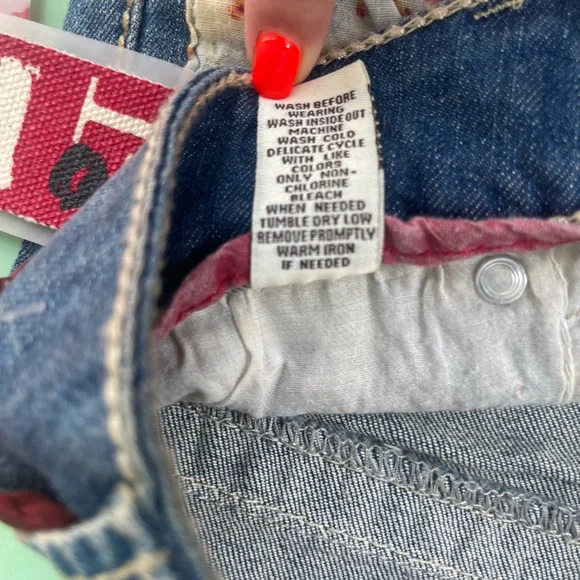 WASH BEFORE
WEARING
WASH INSIDE OUT
MACHINE
WASH COLD
DELICATE CYCLE
WITH LIKE
COLORS
ONLY NON-
CHLORINE
BLEACH
WHEN NEEDED
TUMBLE DRY LOW
REMOVE PROMPTLY
WARM IRON
IF NEEDED